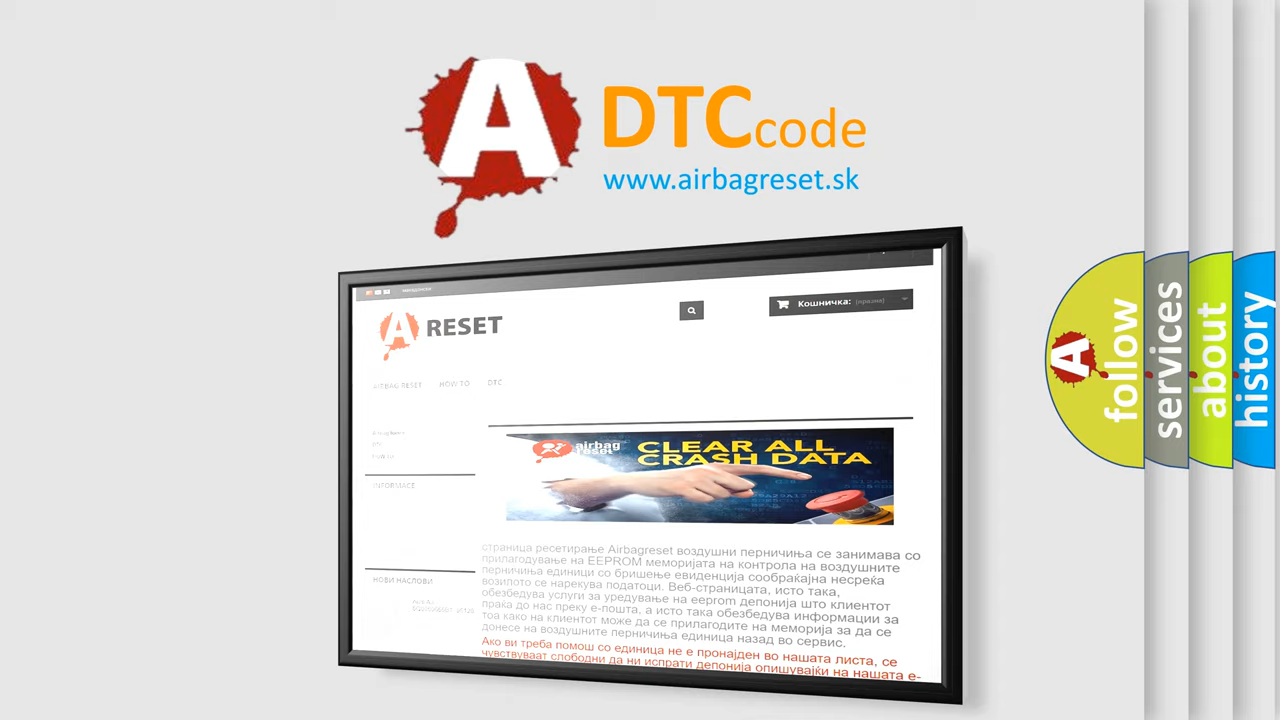 A
DTC code
www.airbagreset.sk
A RESET
Кошничка: (празна)
AIRBAG RESET HOW TO DTC
INFORMACE
НОВИ НАСЛОВИ
airbag reset
CLEAR ALL
CRASH DATA
страница ресетирање Airbagreset воздушни перничиња се занимава со
прилагодување на EEPROM меморијата на контрола на воздушните
перничиња единици со бришење евиденција сообраќајна несреќа
возилото се нарекува податоци. Веб-страницата, исто така,
обезбедува услуги за уредување на eeprom депонија што клиентот
праќа до нас преку е-пошта, а исто така обезбедува информации за
тоа како на клиентот може да се прилагодите на меморија за да се
донесе на воздушните перничиња единица назад во сервис.
Ако ви треба помош со единица не е пронајден во нашата листа, се
чувствуваат слободни да ни испрати депонија опишувајќи на нашата е-
A follow
services
about
history